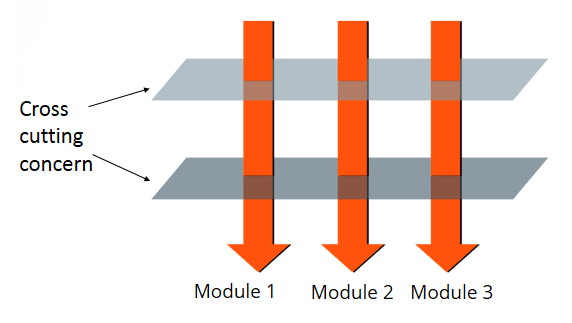 Cross
cutting
concern
Module 1
Module 2
Module 3